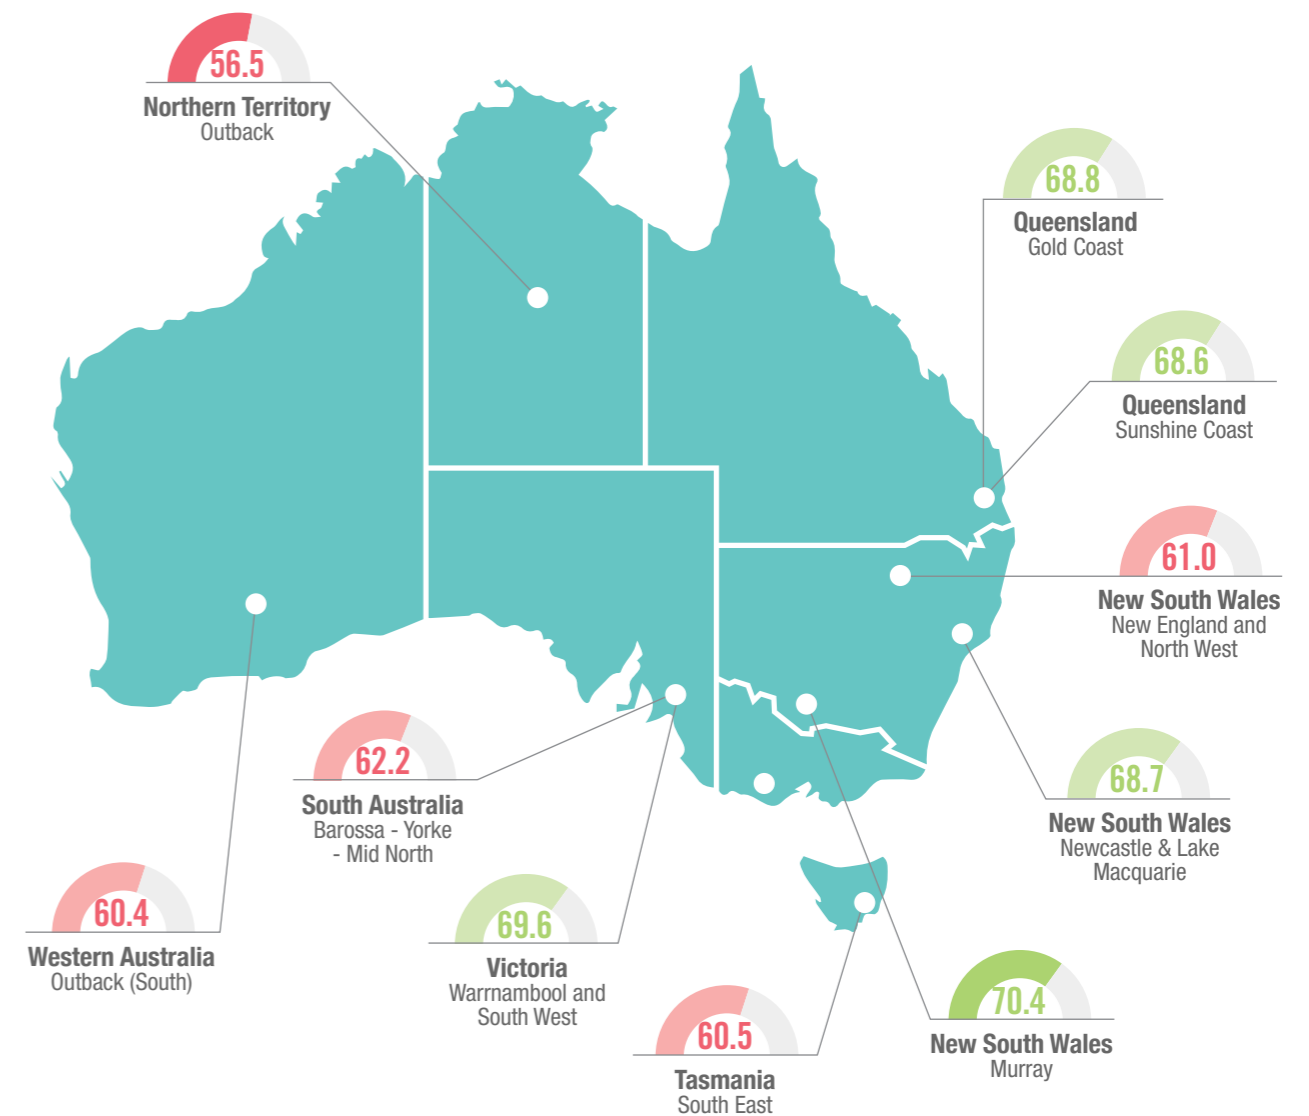 56.5
Northern Territory
Outback
68.8
Queensland
Gold Coast
68.6
Queensland
Sunshine Coast
61.0
New South Wales
New England and
North West
68.7
New South Wales
Newcastle & Lake
Macquarie
62.2
South Australia
Barossa - Yorke
- Mid North
60.4
Western Australia
Outback (South)
69.6
Victoria
Warrnambool and
South West
60.5
Tasmania
South East
70.4
New South Wales
Murray